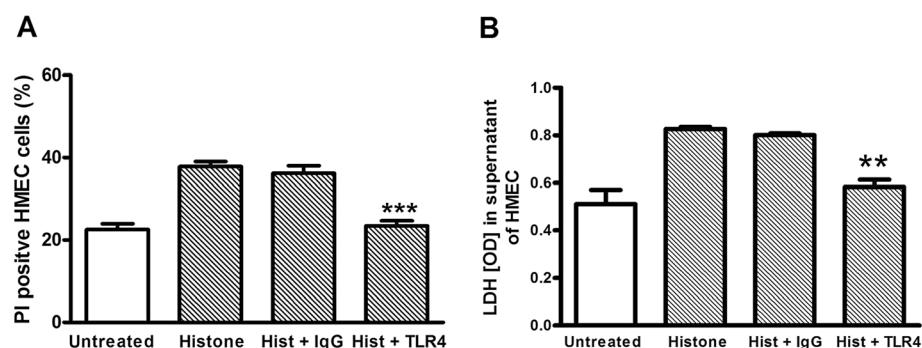 A
PI positve HMEC cells (%)
60
40
20
0
***
Untreated Histone Hist + IgG Hist + TLR4
B
LDH [OD] in supernatant
of HMEC
1.0
0.8
0.6
0.4
0.2
0.0
**
Untreated Histone Hist + IgG Hist + TLR4